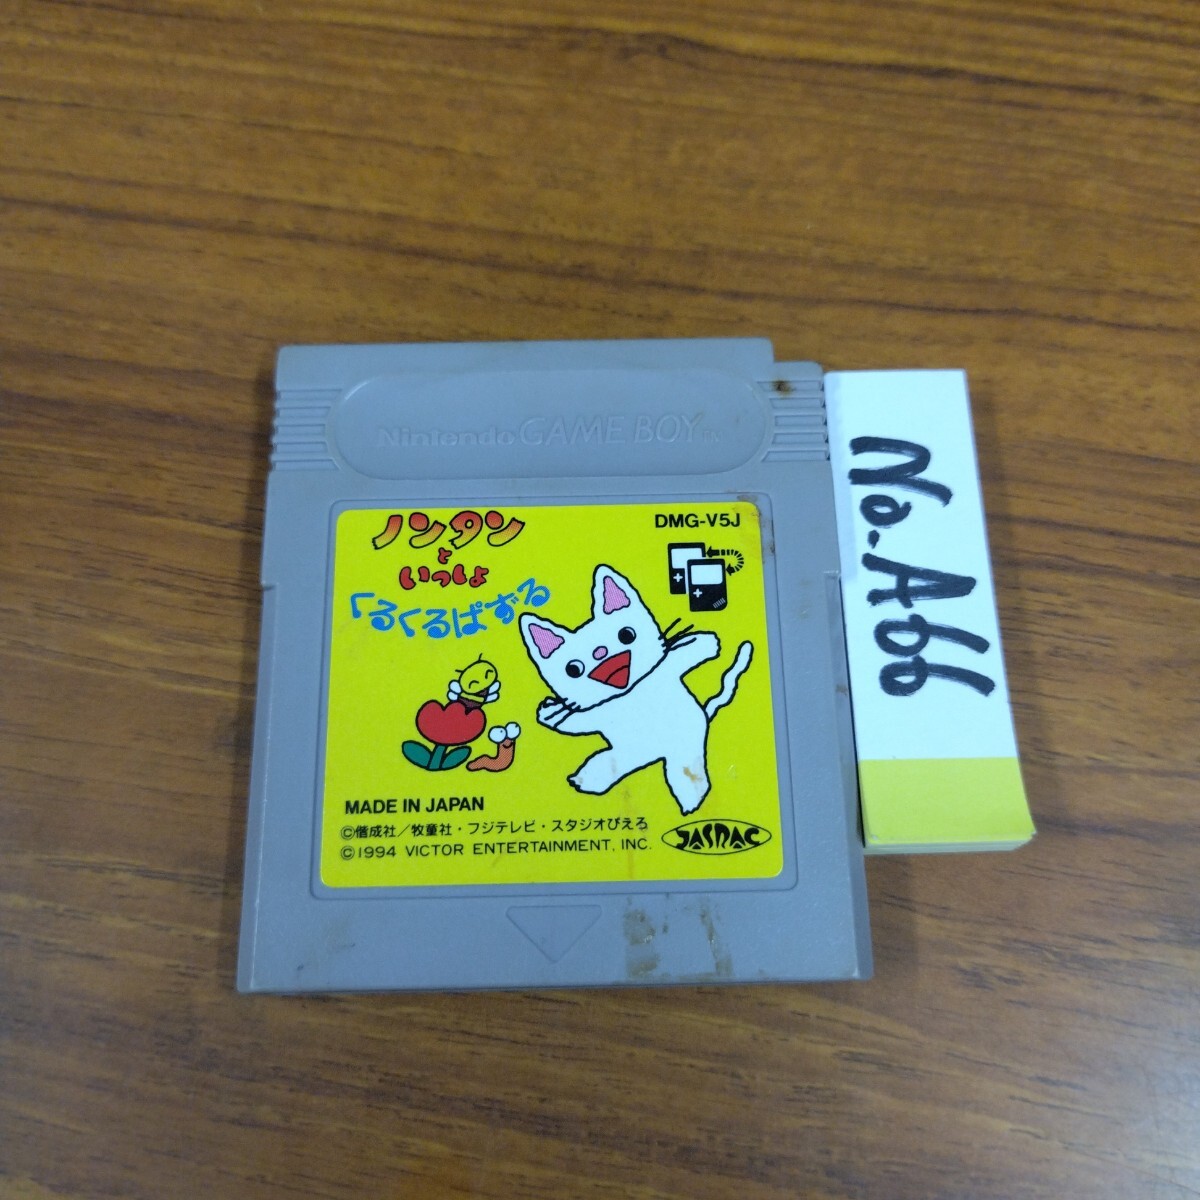 Nintendo GAME BOY TM
ノンタン
と
いっしょ
くるくるぱずる
DMG-V5J
MADE IN JAPAN
©偕成社/牧童社・フジテレビ・スタジオぴえろ
©1994 VICTOR ENTERTAINMENT, INC.
JASRAC
No.A66